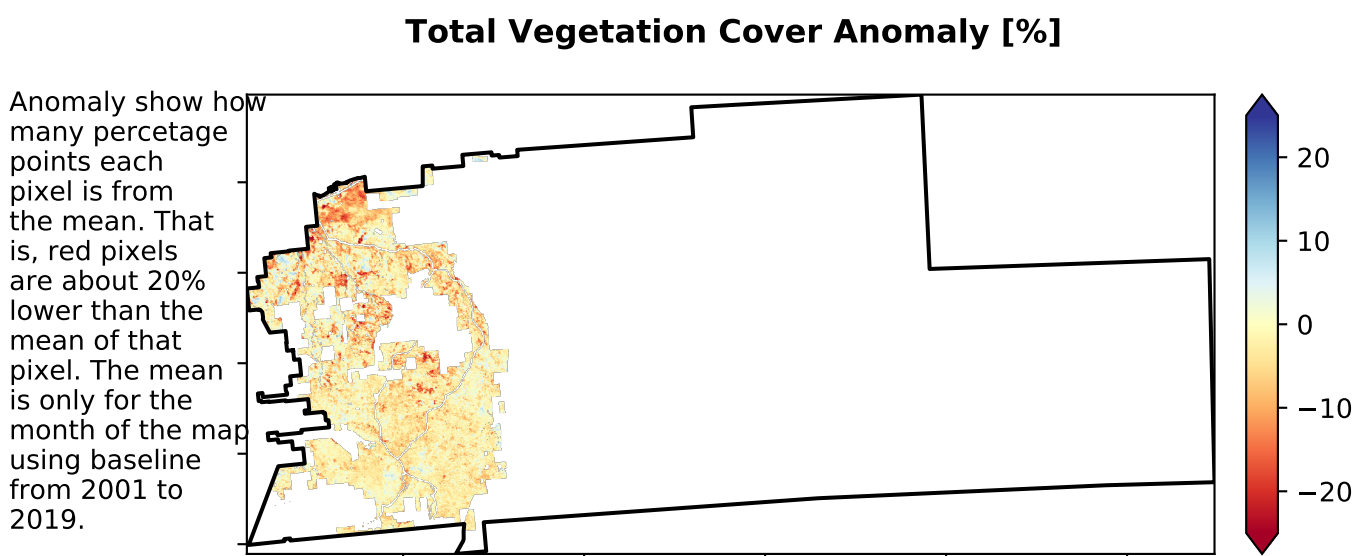 Total Vegetation Cover Anomaly [%]
Anomaly show how
many percetage
points each
pixel is from
the mean. That
is, red pixels
are about 20%
lower than the
mean of that
pixel. The mean
is only for the
month of the map
using baseline
from 2001 to
2019.
20
10
0
−10
−20